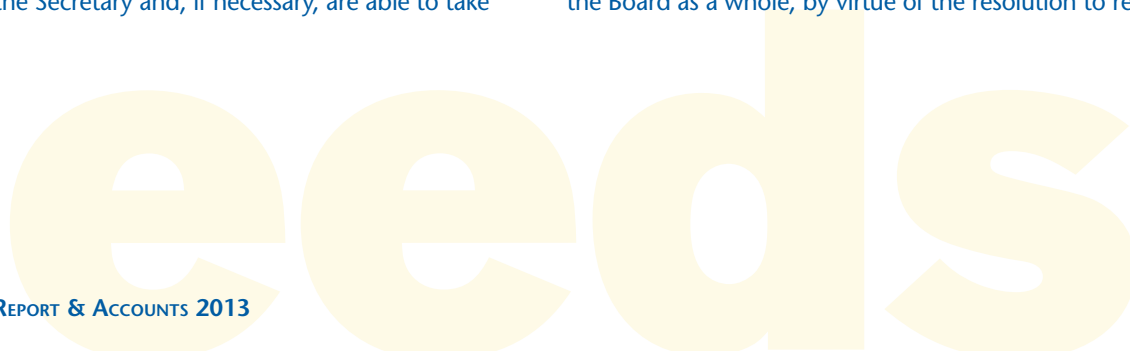 the Secretary and, if necessary, are able to take
the Board as a whole, by virtue of the resolution to re
eeds
Report & Accounts 2013